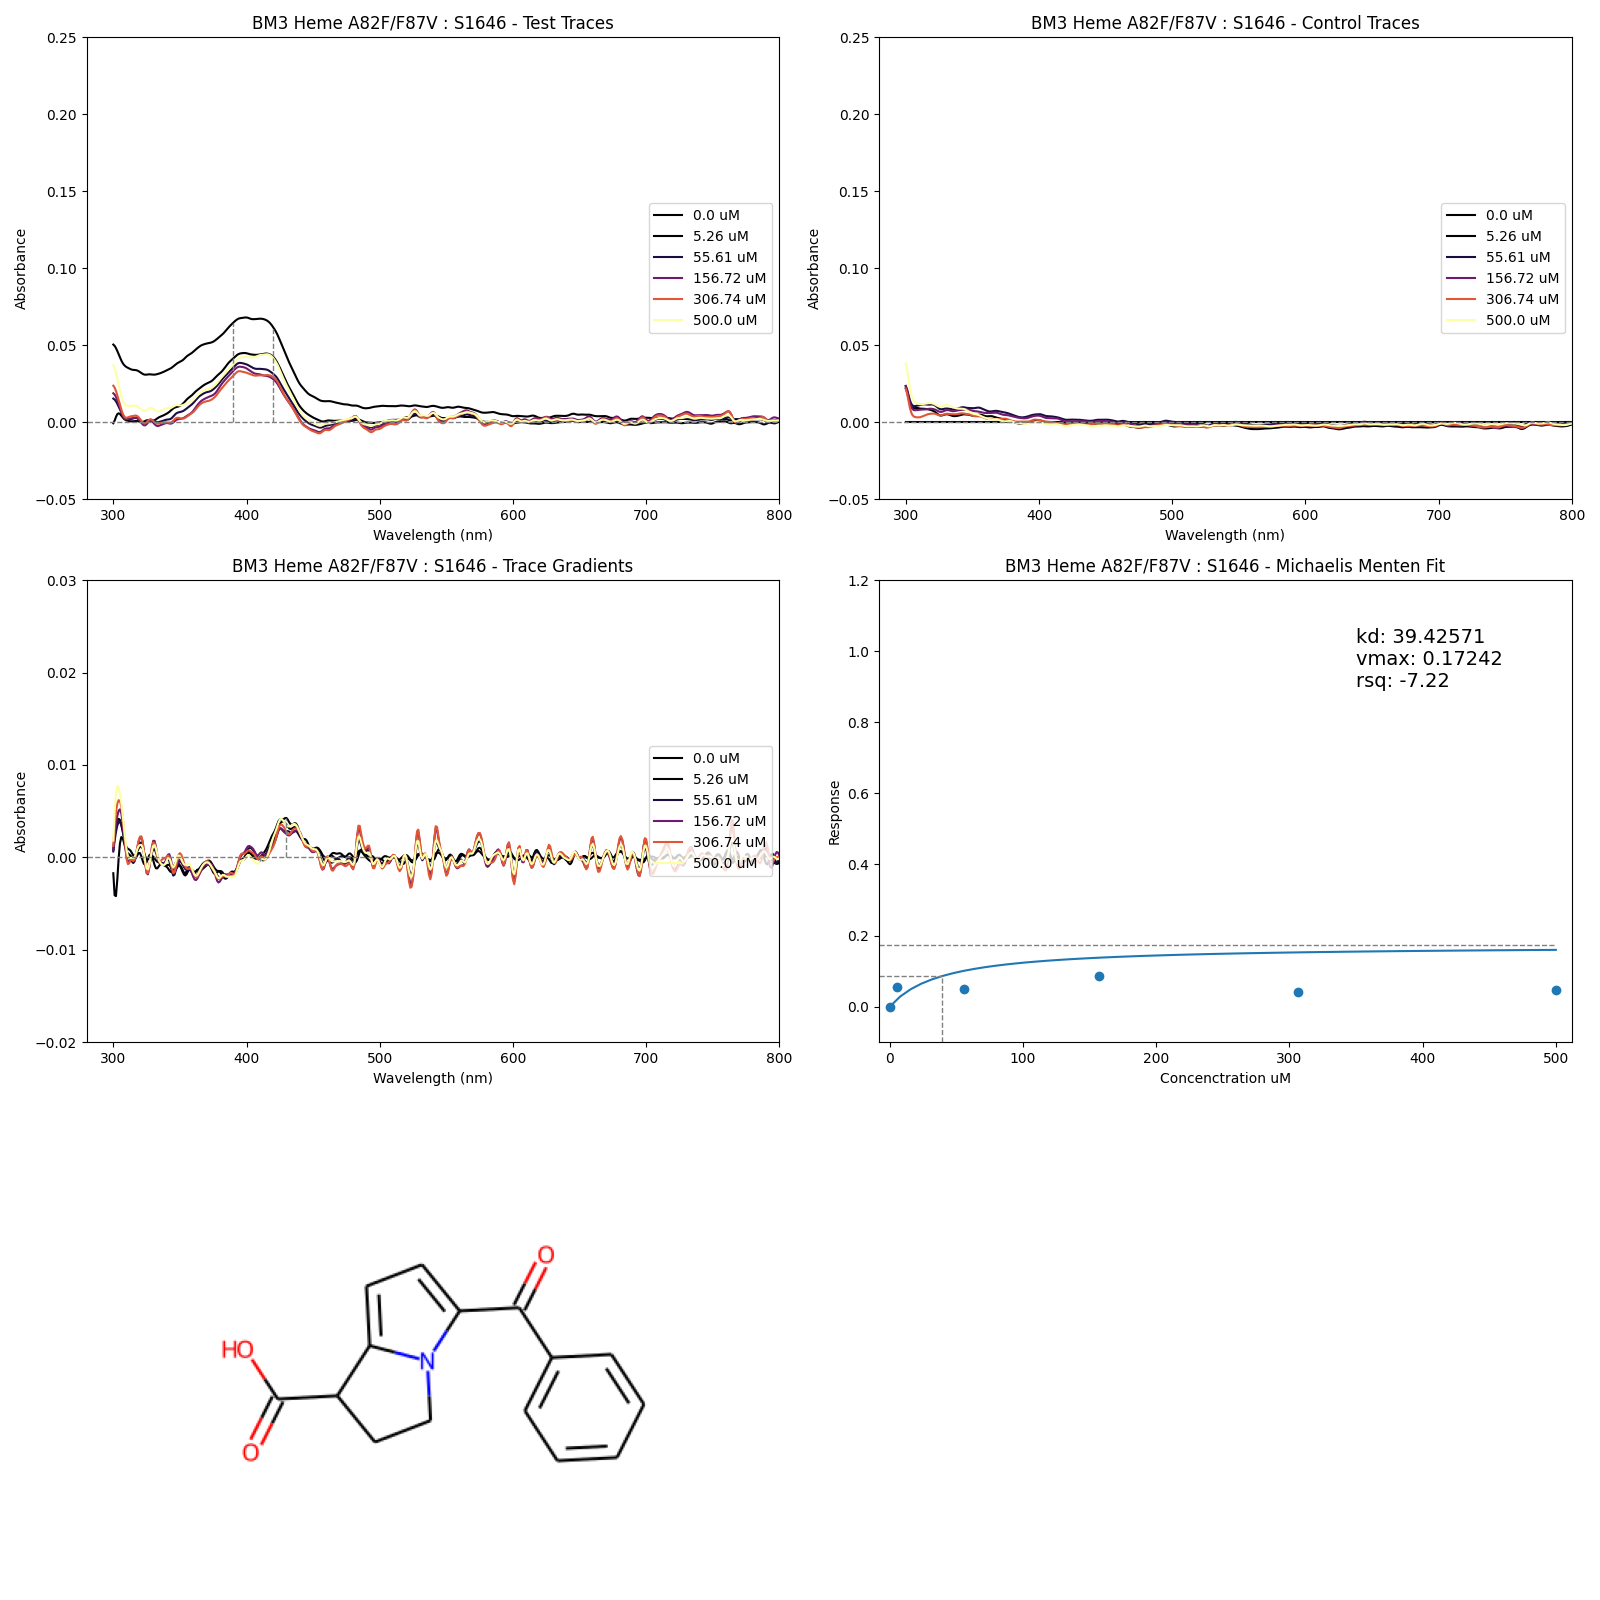 BM3 Heme A82F/F87V : S1646 - Test Traces
0.25
0.20
0.15
0.10
0.05
0.00
−0.05
Absorbance
300 400 500 600 700 800
Wavelength (nm)
0.0 uM
5.26 uM
55.61 uM
156.72 uM
306.74 uM
500.0 uM
BM3 Heme A82F/F87V : S1646 - Control Traces
0.25
0.20
0.15
0.10
0.05
0.00
−0.05
Absorbance
300 400 500 600 700 800
Wavelength (nm)
0.0 uM
5.26 uM
55.61 uM
156.72 uM
306.74 uM
500.0 uM
BM3 Heme A82F/F87V : S1646 - Trace Gradients
0.03
0.02
0.01
0.00
−0.01
−0.02
Absorbance
300 400 500 600 700 800
Wavelength (nm)
0.0 uM
5.26 uM
55.61 uM
156.72 uM
306.74 uM
500.0 uM
BM3 Heme A82F/F87V : S1646 - Michaelis Menten Fit
1.2
1.0
0.8
0.6
0.4
0.2
0.0
Response
0 100 200 300 400 500
Concenctration uM
kd: 39.42571
vmax: 0.17242
rsq: -7.22
O
HO
N
O